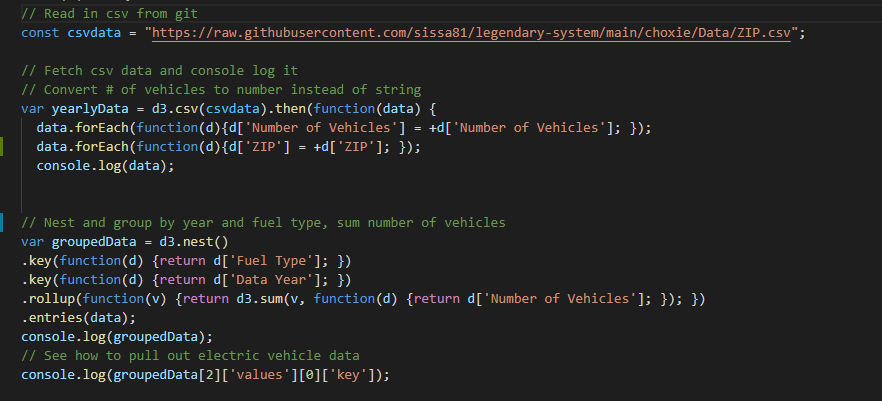 // Read in csv from git
const csvdata = "https://raw.githubusercontent.com/sissa81/legendary-system/main/choxie/Data/ZIP.csv";
// Fetch csv data and console log it
// Convert # of vehicles to number instead of string
var yearlyData = d3.csv(csvdata).then(function(data) {
data.forEach(function(d){d['Number of Vehicles'] = +d['Number of Vehicles']; });
data.forEach(function(d){d['ZIP'] = +d['ZIP']; });
console.log(data);
// Nest and group by year and fuel type, sum number of vehicles
var groupedData = d3.nest()
.key(function(d) {return d['Fuel Type']; })
.key(function(d) {return d['Data Year']; })
.rollup(function(v) {return d3.sum(v, function(d) {return d['Number of Vehicles']; }); })
.entries(data);
console.log(groupedData);
// See how to pull out electric vehicle data
console.log(groupedData[2]['values'][0]['key']);